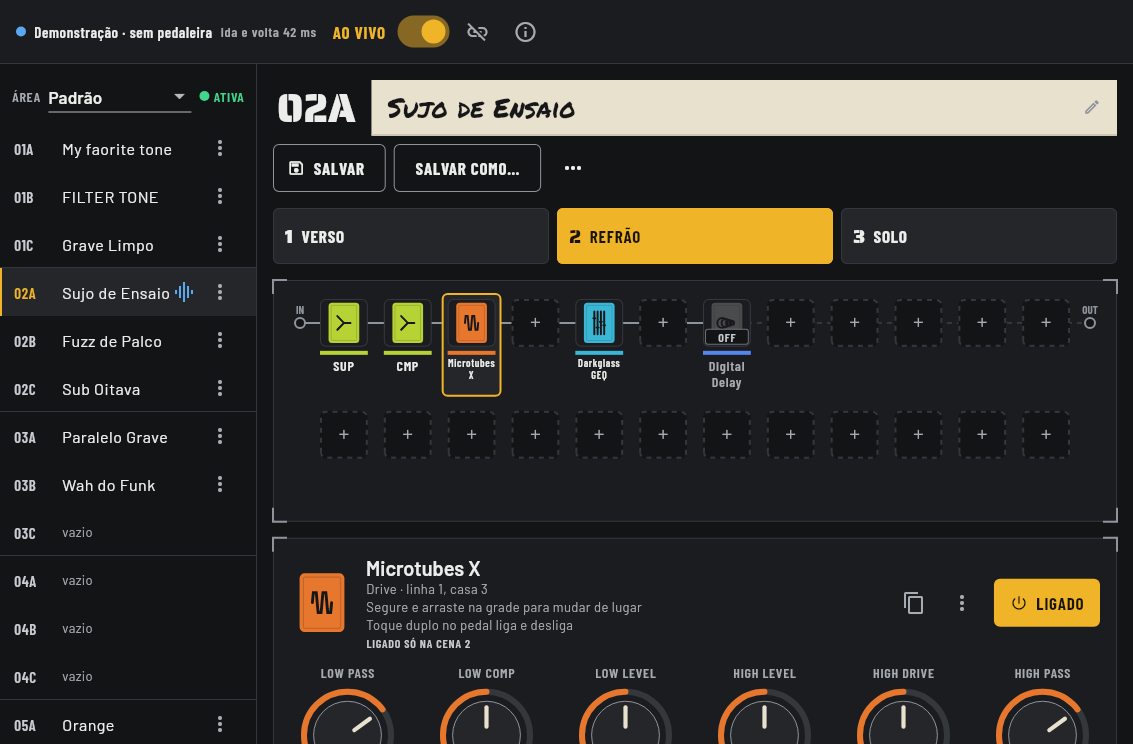 Demonstração · sem pedaleira Ida e volta 42 ms AO VIVO
ÁREA Padrão ATIVA
01A My faorite tone
01B FILTER TONE
01C Grave Limpo
02A Sujo de Ensaio
02B Fuzz de Palco
02C Sub Oitava
03A Paralelo Grave
03B Wah do Funk
03C vazio
04A vazio
04B vazio
04C vazio
05A Orange
02A Sujo de Ensaio
SALVAR SALVAR COMO...
1 VERSO 2 REFRÃO 3 SOLO
IN OUT
OFF
SUP CMP Microtubes X Darkglass GEQ Digital Delay
Microtubes X
Drive · linha 1, casa 3
Segure e arraste na grade para mudar de lugar
Toque duplo no pedal liga e desliga
LIGADO SÓ NA CENA 2
LIGADO
LOW PASS LOW COMP LOW LEVEL HIGH LEVEL HIGH DRIVE HIGH PASS